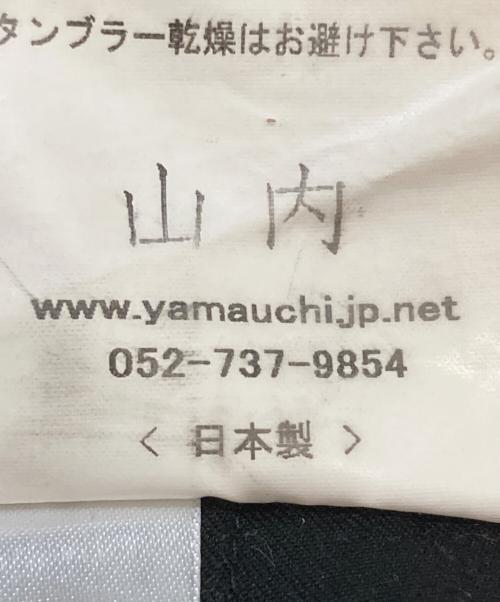 タンブラー乾燥はお避け下さい。
山内
www.yamauchi.jp.net
052-737-9854
< 日本製 >